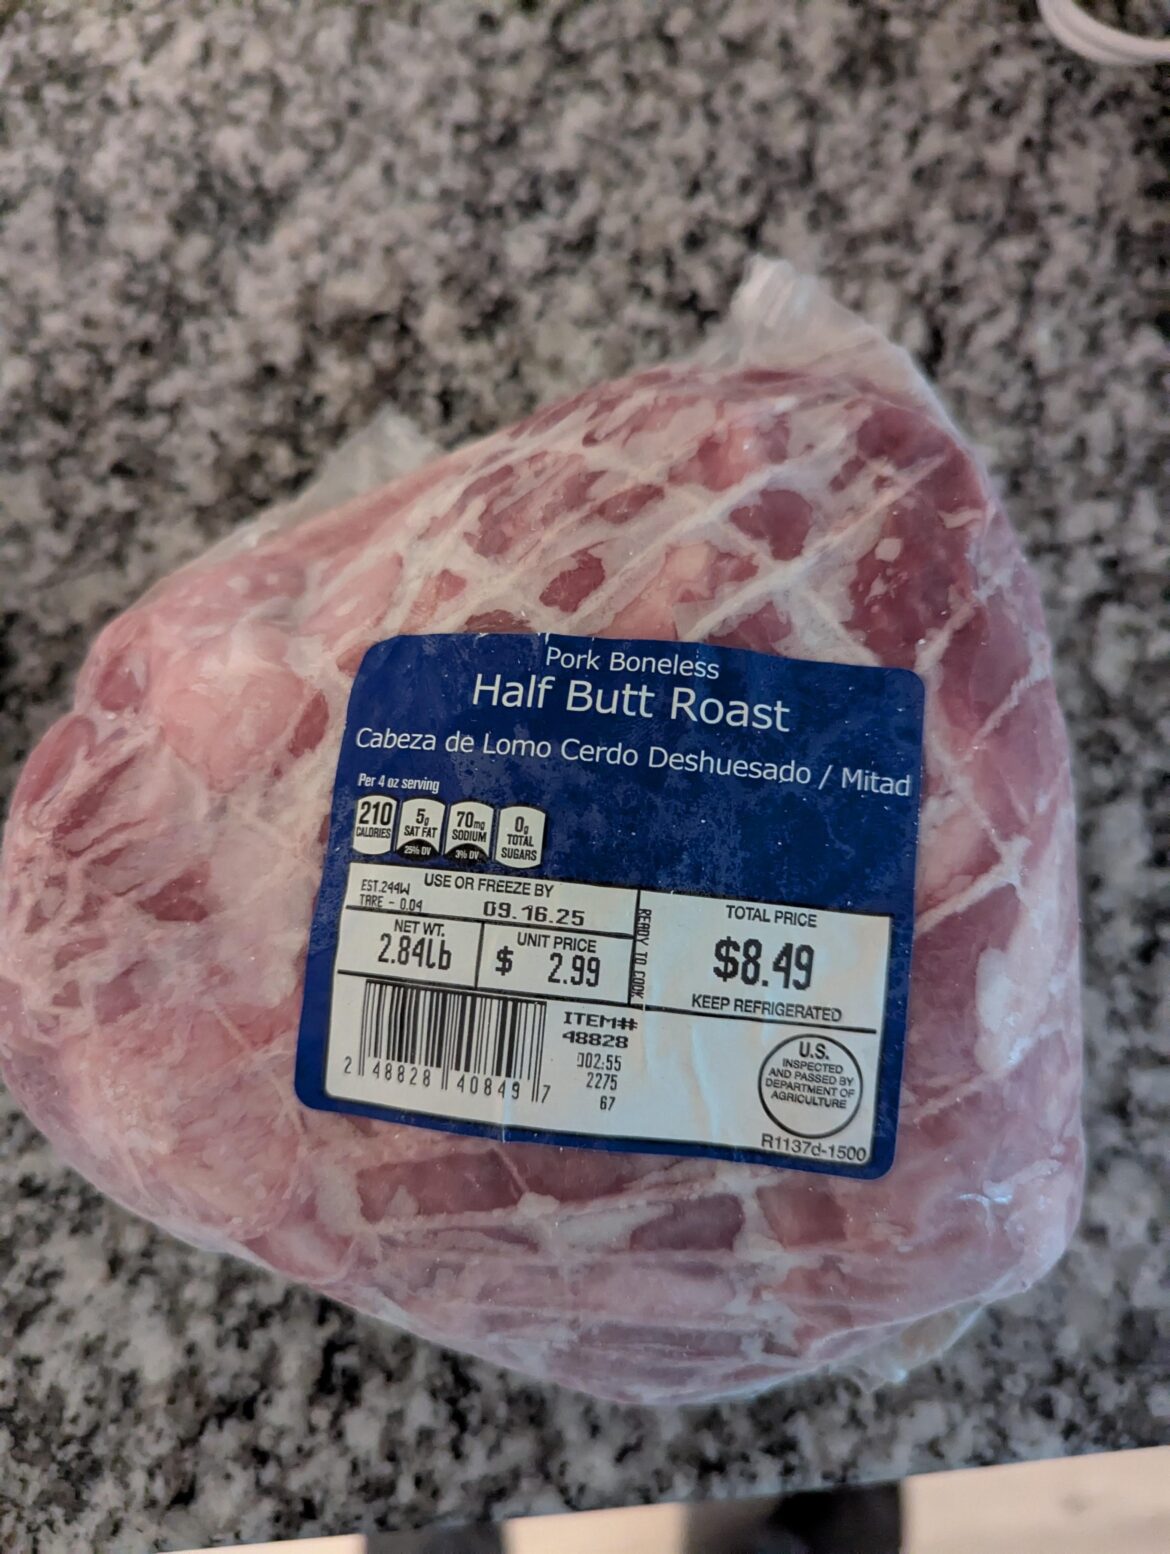 Pork Boneless
Half Butt Roast
Cabeza de Lomo Cerdo Deshuesado / Mitad
Per 4 oz serving
210 CALORIES
5g SAT FAT 25% DV
70mg SODIUM 3% DV
0g TOTAL SUGARS
EST.244W
TARE - 0.04
USE OR FREEZE BY
09.16.25
NET WT.
2.84lb
UNIT PRICE
$ 2.99
READY TO COOK
TOTAL PRICE
$8.49
KEEP REFRIGERATED
2 48828 40849 7
ITEM#
48828
002:55
2275
67
U.S.
INSPECTED
AND PASSED BY
DEPARTMENT OF
AGRICULTURE
R1137d-1500